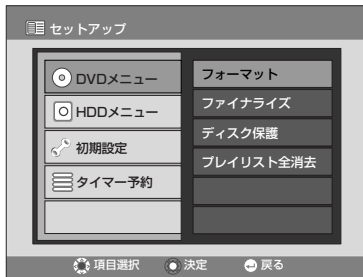 セットアップ
DVDメニュー
HDDメニュー
初期設定
タイマー予約
フォーマット
ファイナライズ
ディスク保護
プレイリスト全消去
項目選択 決定 戻る